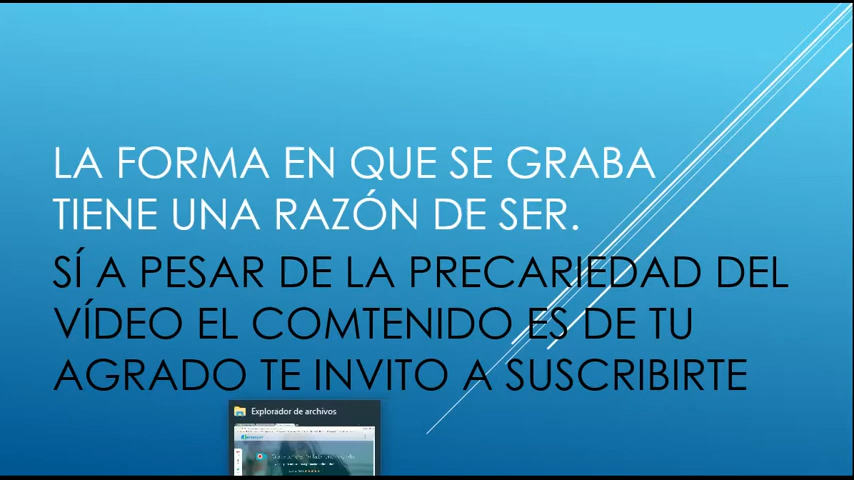 LA FORMA EN QUE SE GRABA
TIENE UNA RAZÓN DE SER.
SÍ A PESAR DE LA PRECARIEDAD DEL
VÍDEO EL COMTENIDO ES DE TU
AGRADO TE INVITO A SUSCRIBIRTE
Explorador de archivos